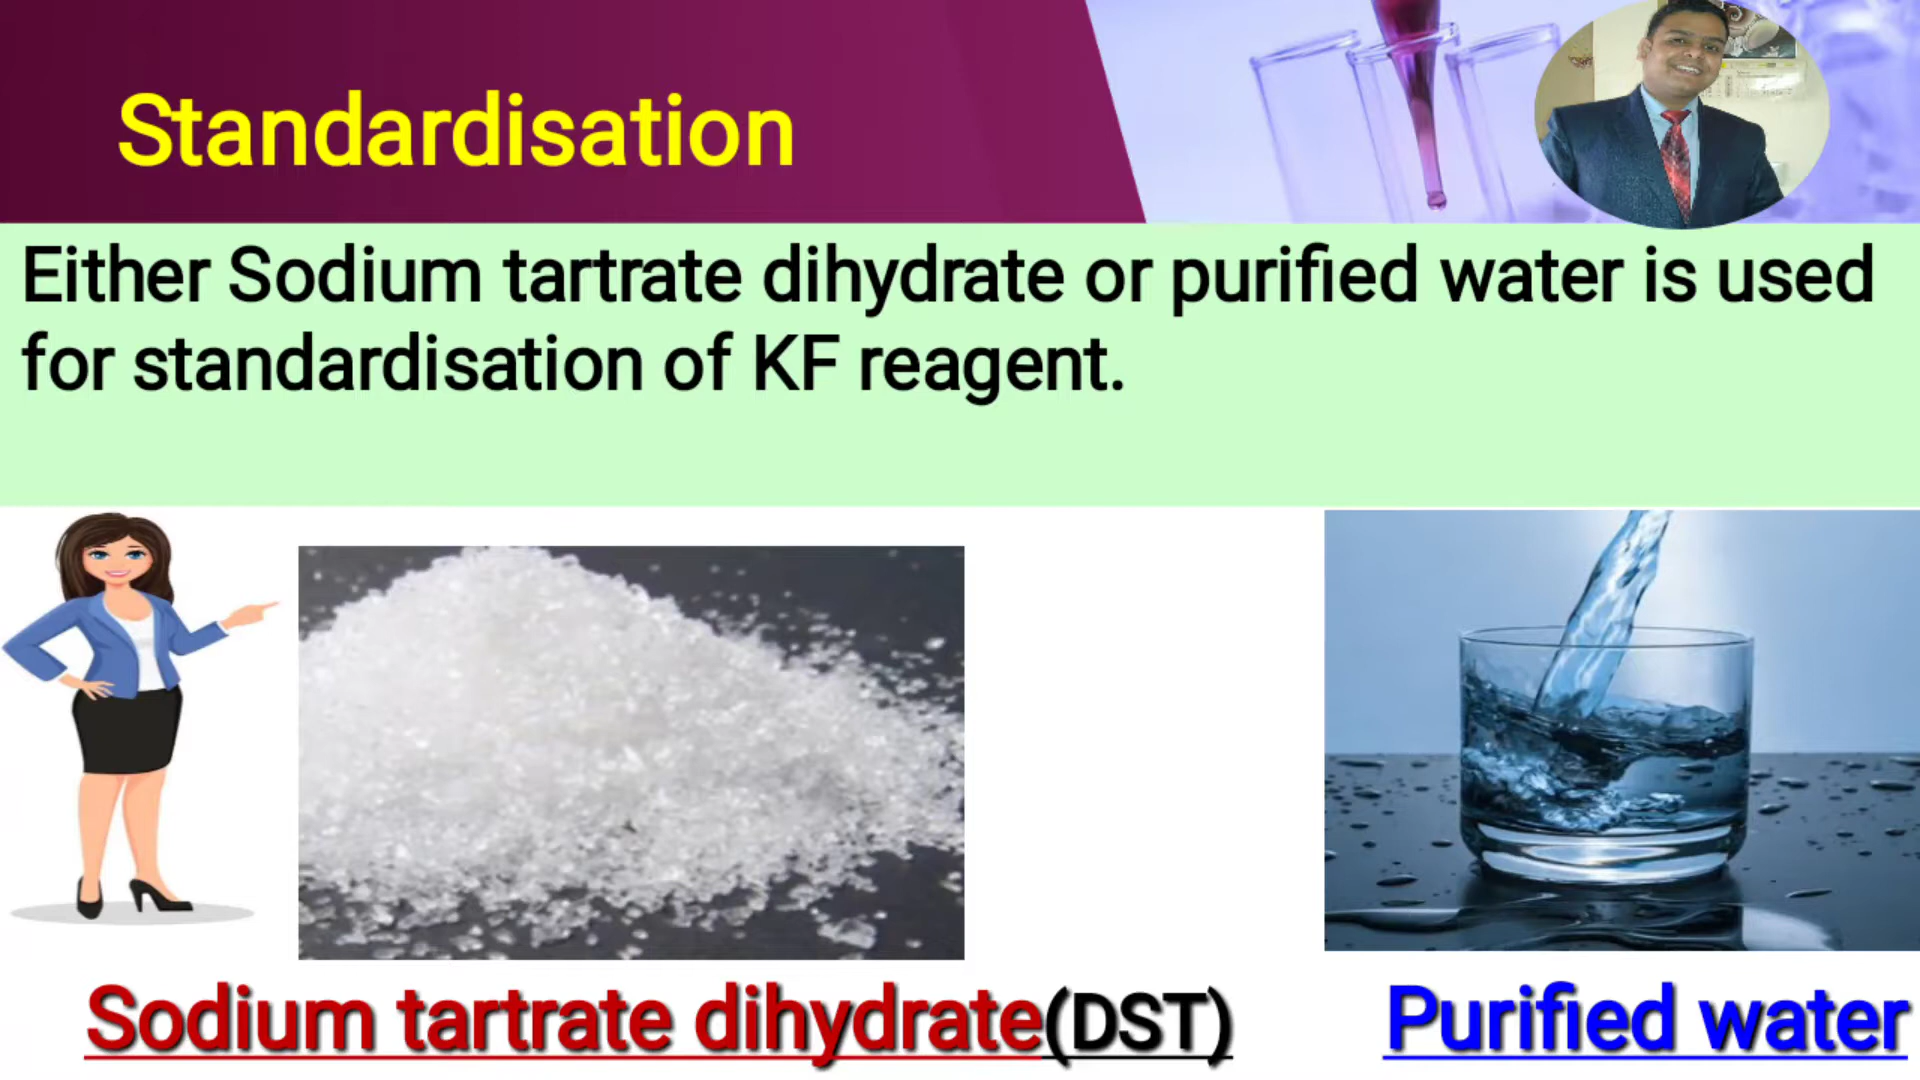 Standardisation
Either Sodium tartrate dihydrate or purified water is used
for standardisation of KF reagent.
Sodium tartrate dihydrate(DST)
Purified water